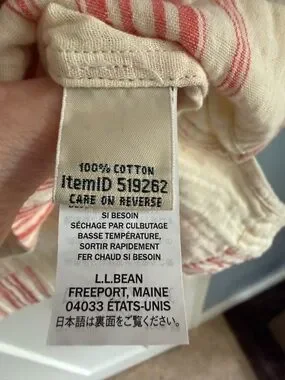 100% COTTON
ItemID 519262
CARE ON REVERSE
SI BESOIN
SÉCHAGE PAR CULBUTAGE
BASSE TEMPÉRATURE,
SORTIR RAPIDEMENT
FER CHAUD SI BESOIN
L.L.BEAN
FREEPORT, MAINE
04033 ÉTATS-UNIS
日本語は裏面をご覧ください。